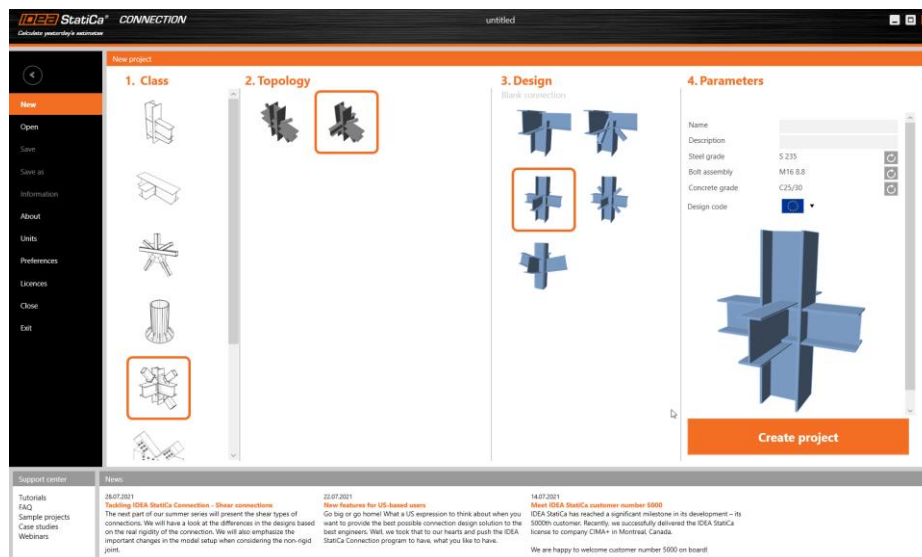 IDEA StatiCa® CONNECTION
untitled
Calculate yesterday's estimates
New project
New
Open
Save
Save as
Information
About
Units
Preferences
Licences
Close
Exit
1. Class
2. Topology
3. Design
Blank connection
4. Parameters
Name
Description
Steel grade S 235
Bolt assembly M16 8.8
Concrete grade C25/30
Design code
Create project
Support center
Tutorials
FAQ
Sample projects
Case studies
Webinars
News
28.07.2021
Tackling IDEA StatiCa Connection - Shear connections
The next part of our summer series will present the shear types of
connections. We will have a look at the differences in the designs based
on the real rigidity of the connection. We will also emphasize the
important changes in the model setup when considering the non-rigid
joint.
22.07.2021
New features for US-based users
Go big or go home! What a US expression to think about when you
want to provide the best possible connection design solution to the
best engineers. Well, we took that to our hearts and push the IDEA
StatiCa Connection program to have, what you like to have.
14.07.2021
Meet IDEA StatiCa customer number 5000
IDEA StatiCa has reached a significant milestone in its development – its
5000th customer. Recently, we successfully delivered the IDEA StatiCa
license to company CIMA+ in Montreal, Canada.
We are happy to welcome customer number 5000 on board!